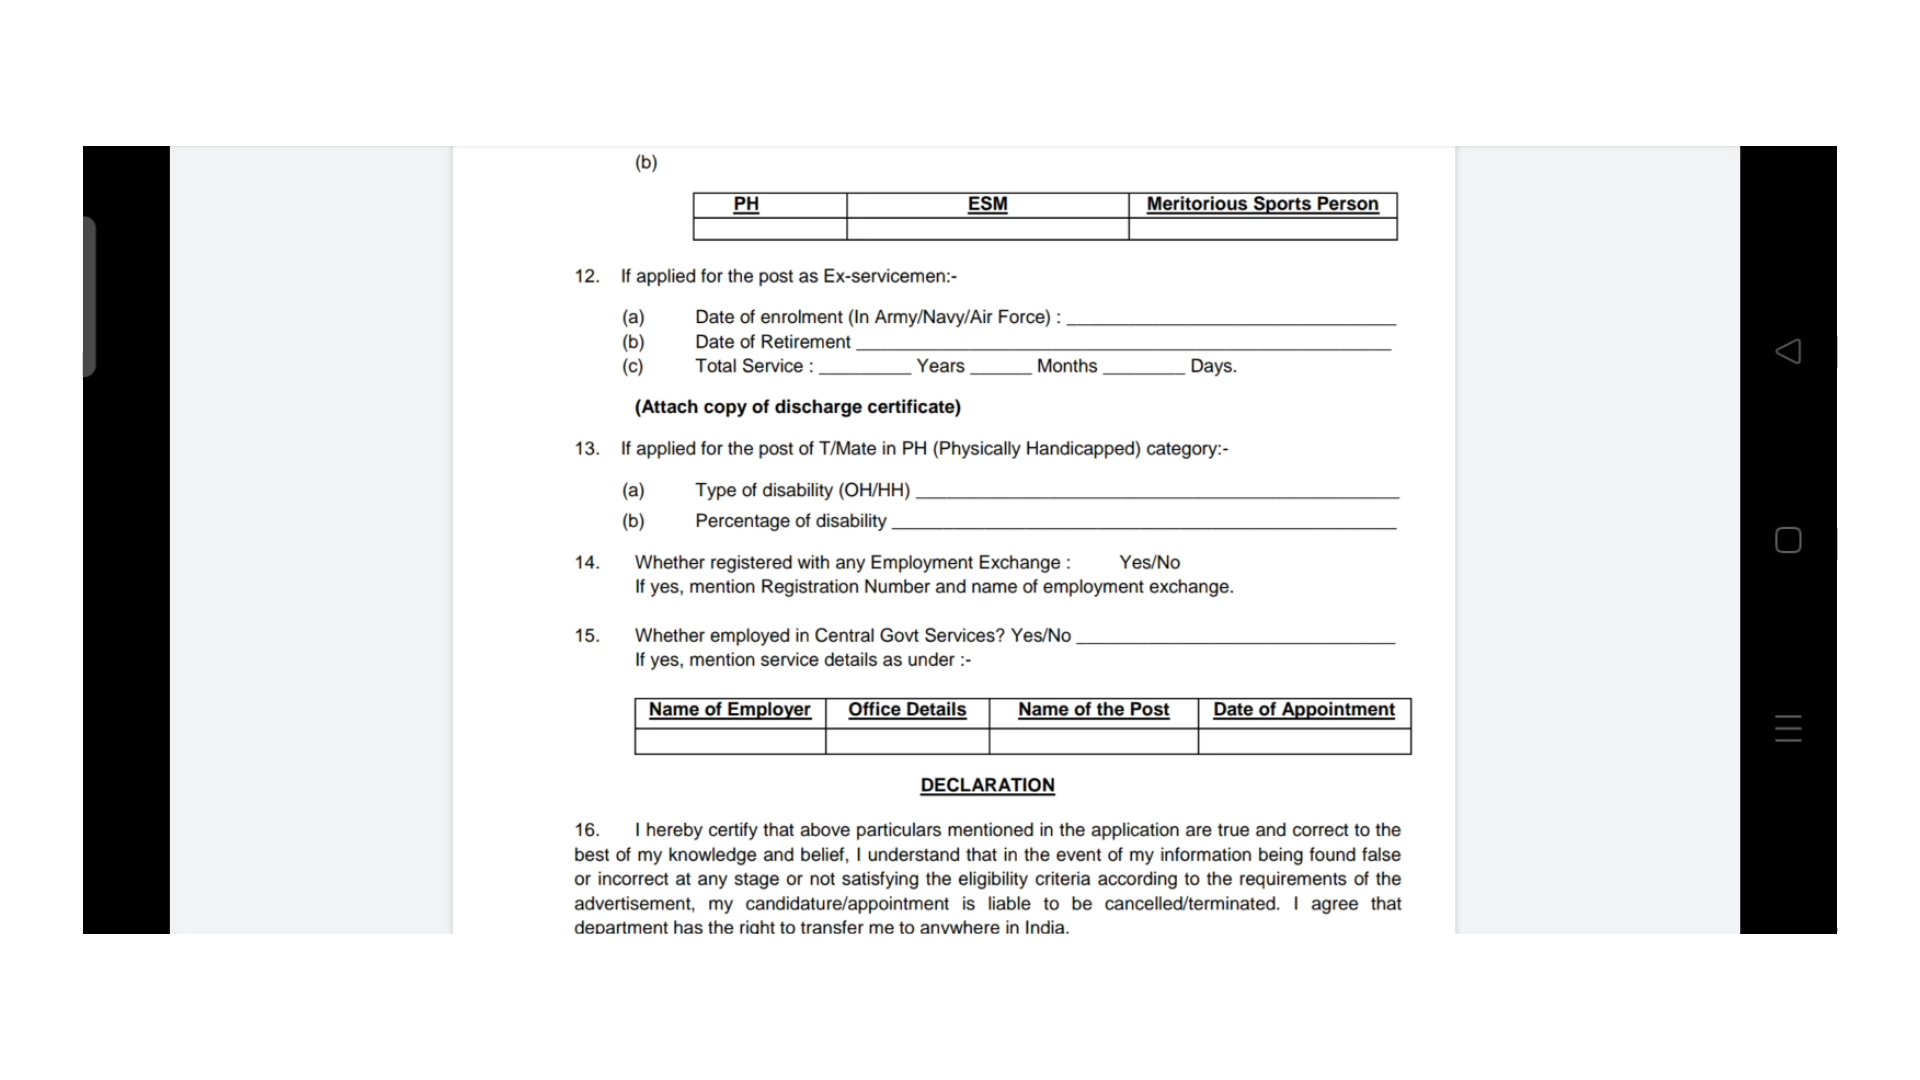 (b)
PH ESM Meritorious Sports Person
12. If applied for the post as Ex-servicemen:-
(a) Date of enrolment (In Army/Navy/Air Force) : ______________________________
(b) Date of Retirement ______________________________
(c) Total Service : _________ Years ______ Months ________ Days.
(Attach copy of discharge certificate)
13. If applied for the post of T/Mate in PH (Physically Handicapped) category:-
(a) Type of disability (OH/HH) ______________________________
(b) Percentage of disability ______________________________
14. Whether registered with any Employment Exchange : Yes/No
If yes, mention Registration Number and name of employment exchange.
15. Whether employed in Central Govt Services? Yes/No ______________________________
If yes, mention service details as under :-
Name of Employer Office Details Name of the Post Date of Appointment
DECLARATION
16. I hereby certify that above particulars mentioned in the application are true and correct to the
best of my knowledge and belief, I understand that in the event of my information being found false
or incorrect at any stage or not satisfying the eligibility criteria according to the requirements of the
advertisement, my candidature/appointment is liable to be cancelled/terminated. I agree that
department has the right to transfer me to anywhere in India.